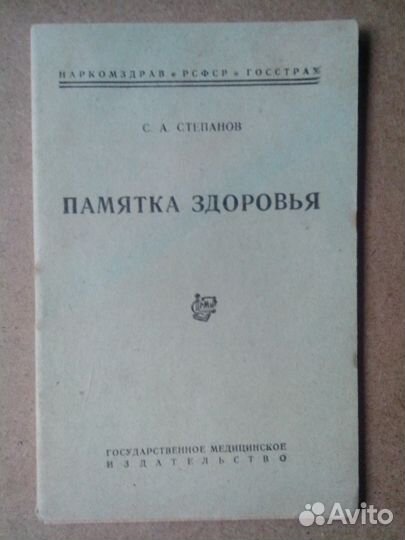 НАРКОМЗДРАВ • РСФСР • ГОССТРАХ
С. А. СТЕПАНОВ
ПАМЯТКА ЗДОРОВЬЯ
ГОСУДАРСТВЕННОЕ МЕДИЦИНСКОЕ
ИЗДАТЕЛЬСТВО
Avito